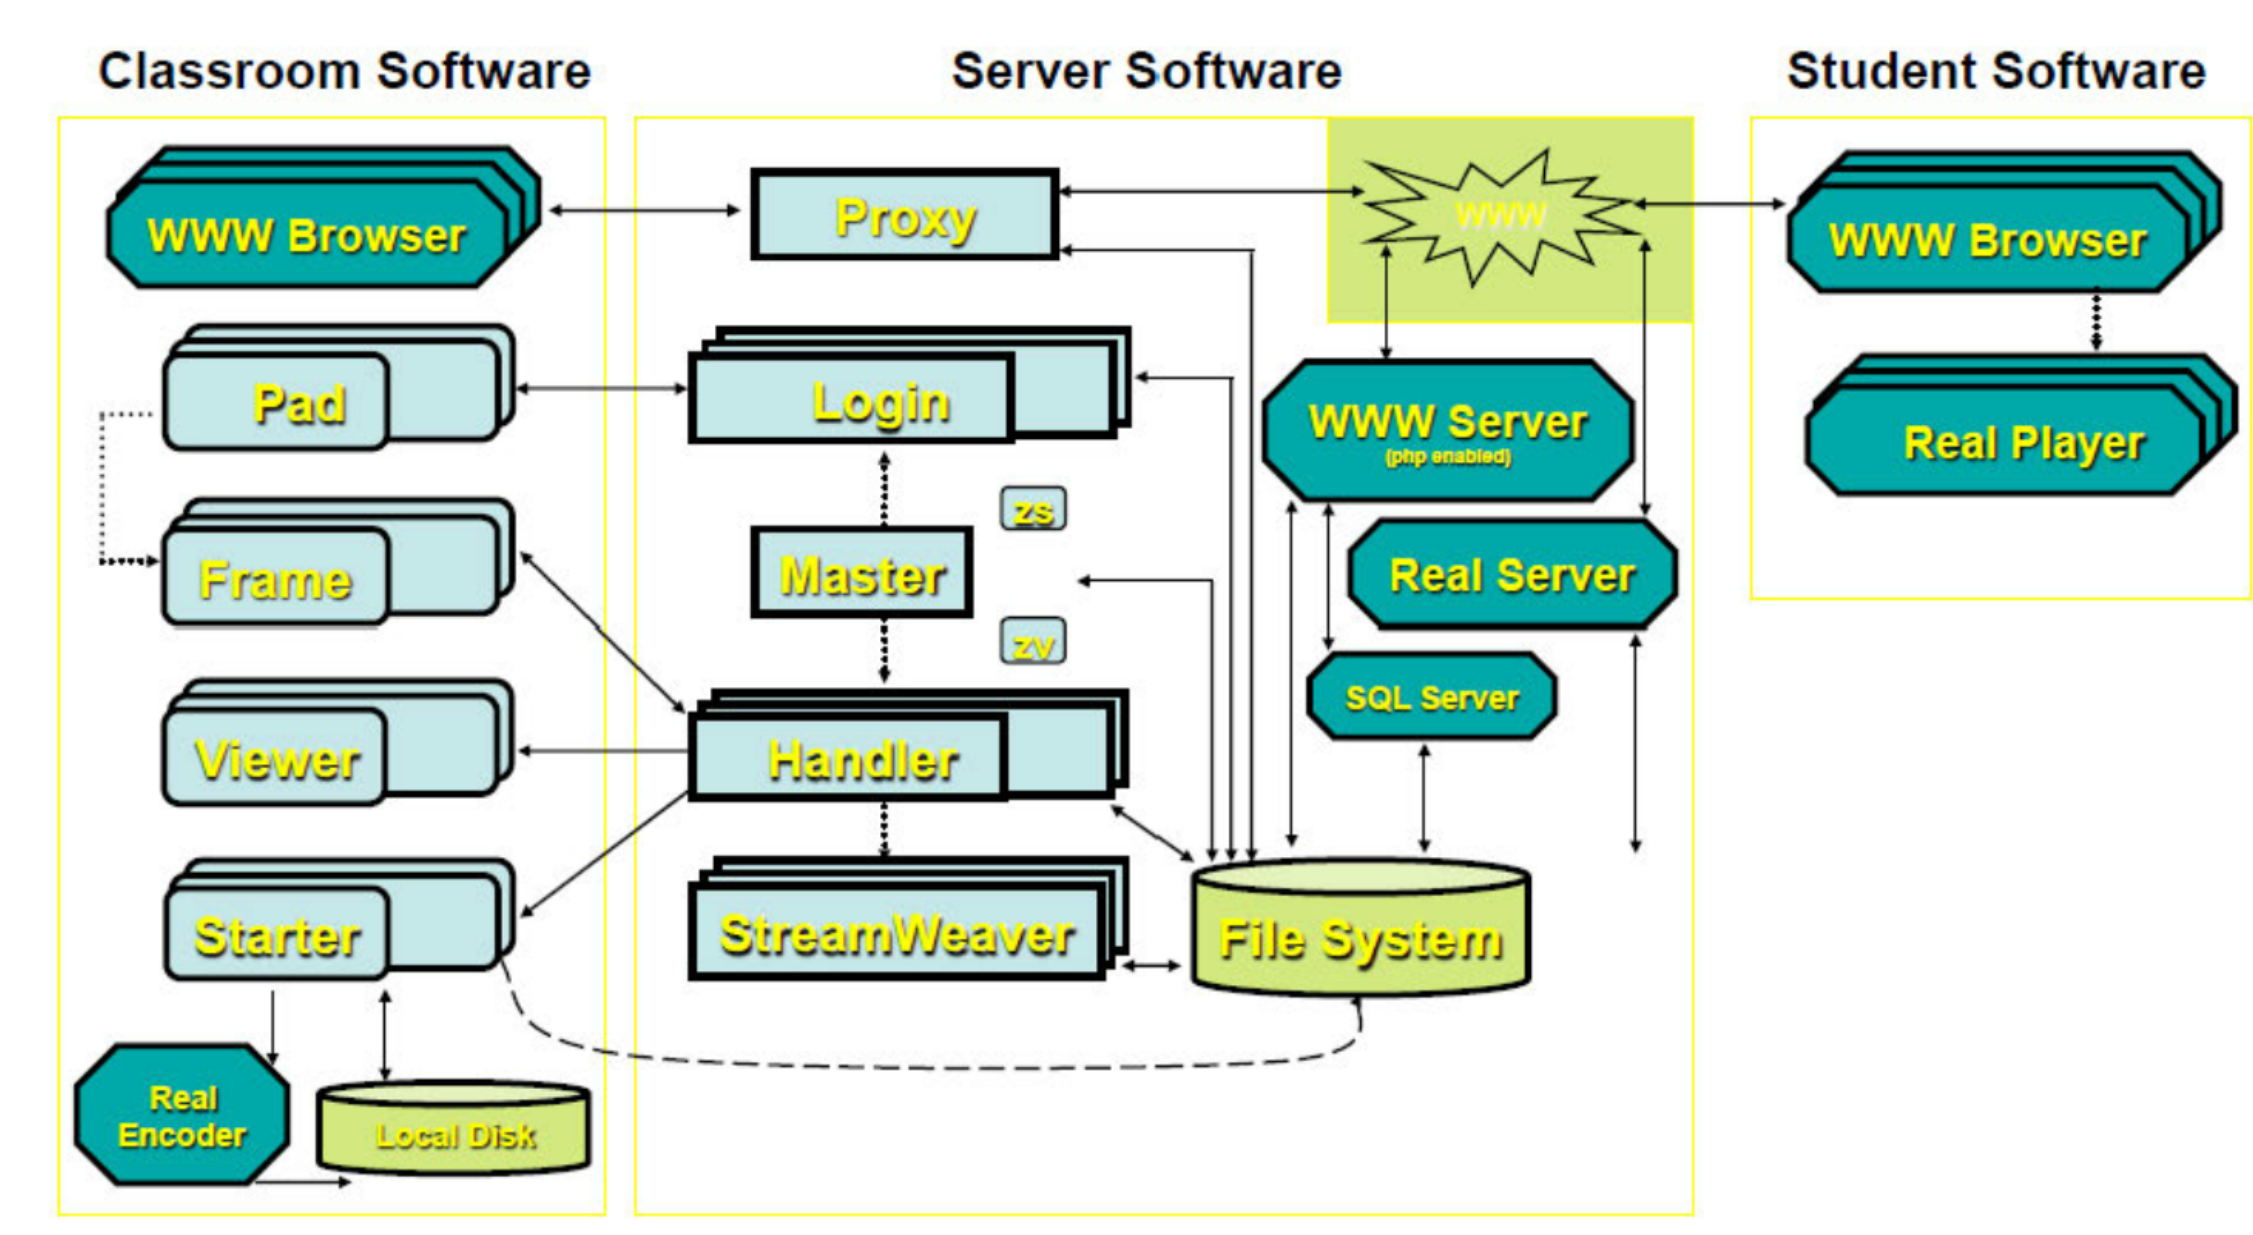 Classroom Software
Server Software
Student Software
WWW Browser
Pad
Frame
Viewer
Starter
Real
Encoder
Local Disk
Proxy
Login
zs
Master
zv
Handler
StreamWeaver
WWW
WWW Server
(php enabled)
Real Server
SQL Server
File System
WWW Browser
Real Player